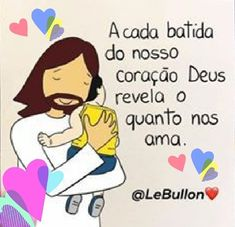 A cada batida
do nosso
coração Deus
revela o
quanto nos
ama.
@LeBullon